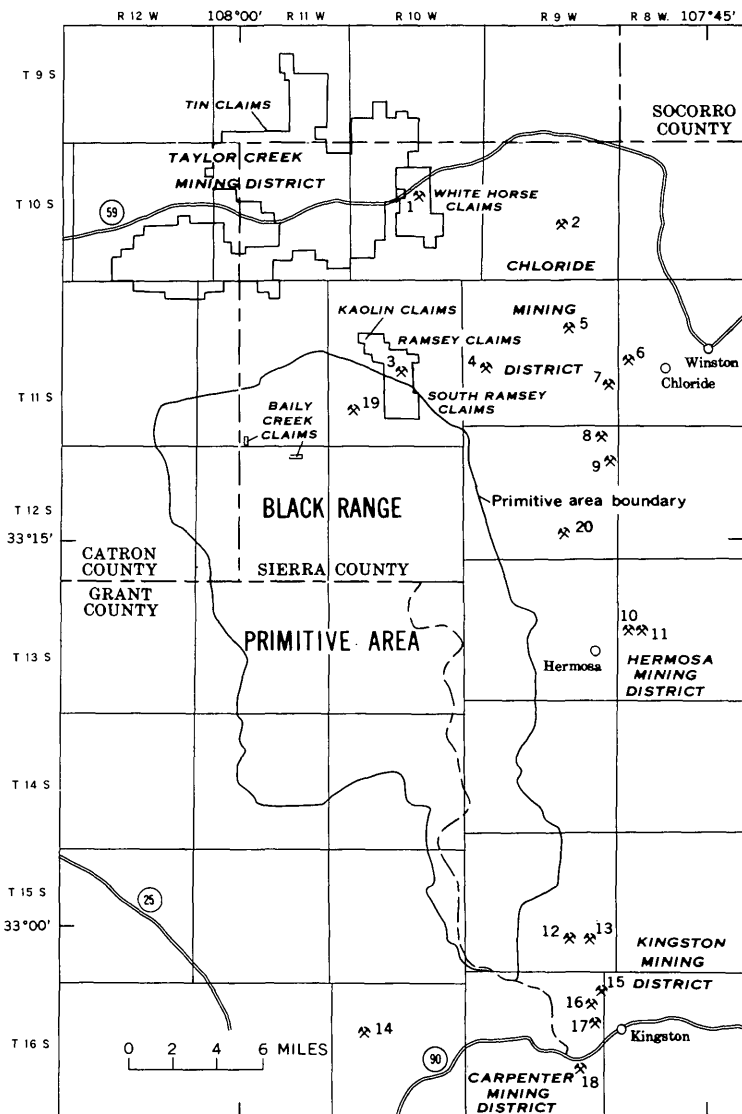 R 12 W 108°00' R 11 W R 10 W R 9 W R 8 W. 107°45'
T 9 S
TIN CLAIMS
SOCORRO
COUNTY
TAYLOR CREEK
MINING DISTRICT
T 10 S
59
1
WHITE HORSE
CLAIMS
2
CHLORIDE
KAOLIN CLAIMS
MINING
5
RAMSEY CLAIMS
3
4
DISTRICT
6
Winston
7
Chloride
T 11 S
19
SOUTH RAMSEY
CLAIMS
BAILY
CREEK
CLAIMS
8
9
T 12 S
BLACK RANGE
Primitive area boundary
33°15'
20
CATRON
COUNTY
SIERRA COUNTY
GRANT
COUNTY
10
11
T 13 S
PRIMITIVE AREA
Hermosa
HERMOSA
MINING
DISTRICT
T 14 S
T 15 S
25
33°00'
12
13
KINGSTON
MINING
DISTRICT
15
16
17
14
Kingston
T 16 S
0 2 4 6 MILES
90
18
CARPENTER
MINING
DISTRICT